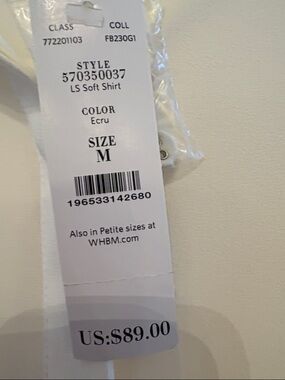 CLASS COLL
772201103 FB230G1
STYLE
570350037
LS Soft Shirt
COLOR
Ecru
SIZE
M
196533142680
Also in Petite sizes at
WHBM.com
US:$89.00